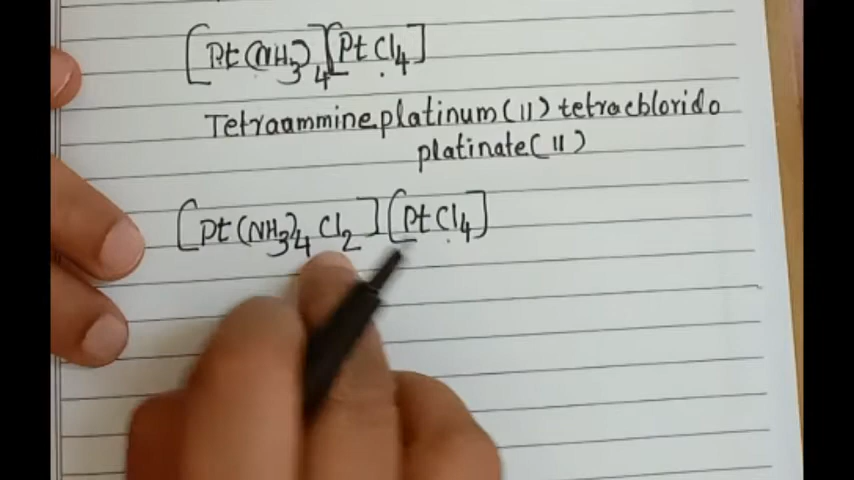 [Pt(NH3)4][PtCl4]
Tetraammineplatinum(II) tetrachlorido
platinate(II)
[Pt(NH3)4Cl2][PtCl4]